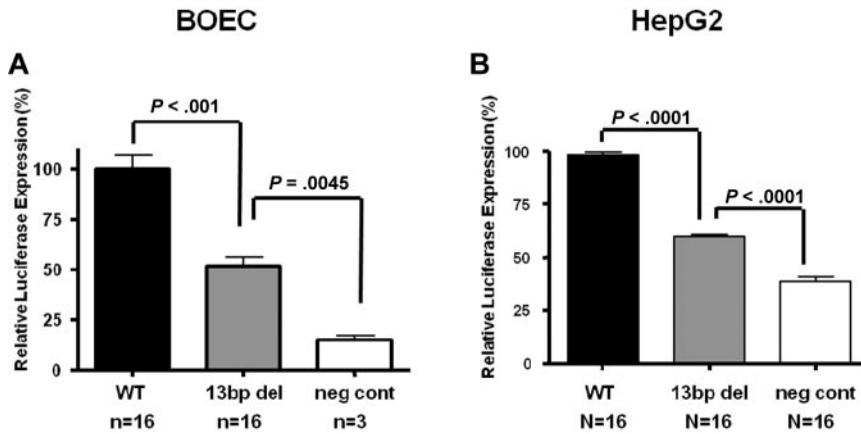 BOEC
A
Relative Luciferase Expression (%)
100
75
50
25
0
P < .001
P = .0045
WT
13bp del
neg cont
n=16
n=16
n=3
HepG2
B
Relative Luciferase Expression (%)
100
75
50
25
0
P < .0001
P < .0001
WT
13bp del
neg cont
N=16
N=16
N=16